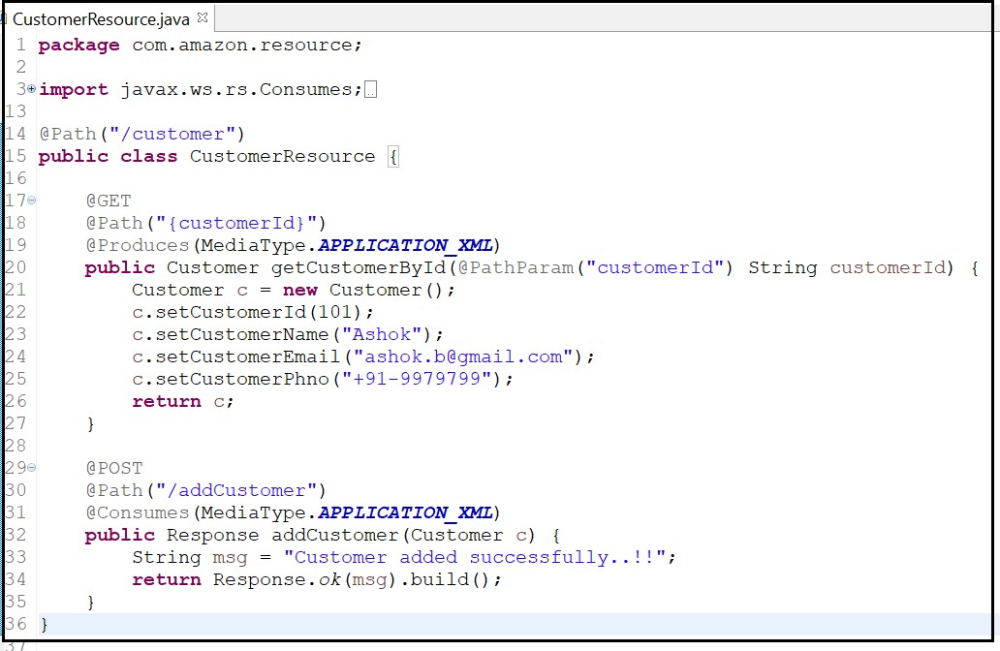 CustomerResource.java
1 package com.amazon.resource;
2
3 import javax.ws.rs.Consumes;
13
14 @Path("/customer")
15 public class CustomerResource {
16
17 @GET
18 @Path("{customerId}")
19 @Produces(MediaType.APPLICATION_XML)
20 public Customer getCustomerById(@PathParam("customerId") String customerId) {
21 Customer c = new Customer();
22 c.setCustomerId(101);
23 c.setCustomerName("Ashok");
24 c.setCustomerEmail("ashok.b@gmail.com");
25 c.setCustomerPhno("+91-9979799");
26 return c;
27 }
28
29 @POST
30 @Path("/addCustomer")
31 @Consumes(MediaType.APPLICATION_XML)
32 public Response addCustomer(Customer c) {
33 String msg = "Customer added successfully..!!";
34 return Response.ok(msg).build();
35 }
36 }
37